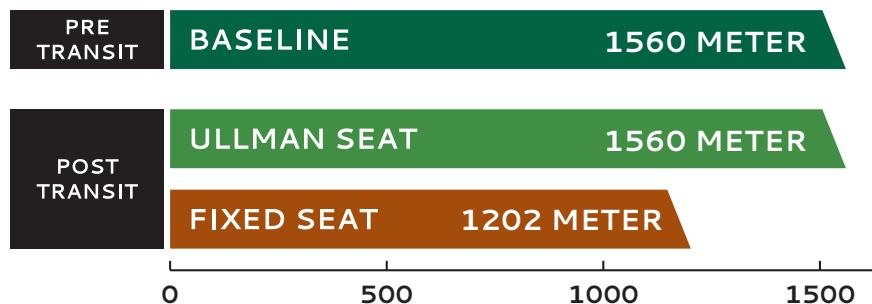 PRE
TRANSIT
BASELINE 1560 METER
POST
TRANSIT
ULLMAN SEAT 1560 METER
FIXED SEAT 1202 METER
0 500 1000 1500